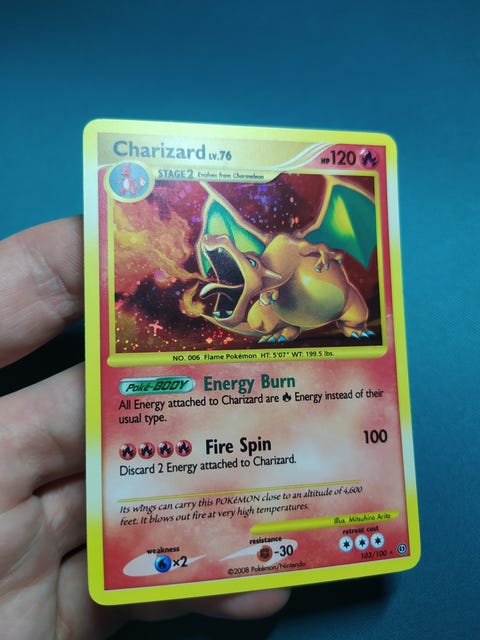 Charizard LV.76 HP 120
STAGE 2 Evolves from Charmeleon
NO. 006 Flame Pokémon HT: 5'07" WT: 199.5 lbs.
Poké-BODY Energy Burn
All Energy attached to Charizard are Energy instead of their
usual type.
Fire Spin 100
Discard 2 Energy attached to Charizard.
Its wings can carry this POKÉMON close to an altitude of 4,600
feet. It blows out fire at very high temperatures.
Illus. Mitsuhiro Arita
weakness resistance retreat cost
×2 -30
©2008 Pokémon/Nintendo 103/100